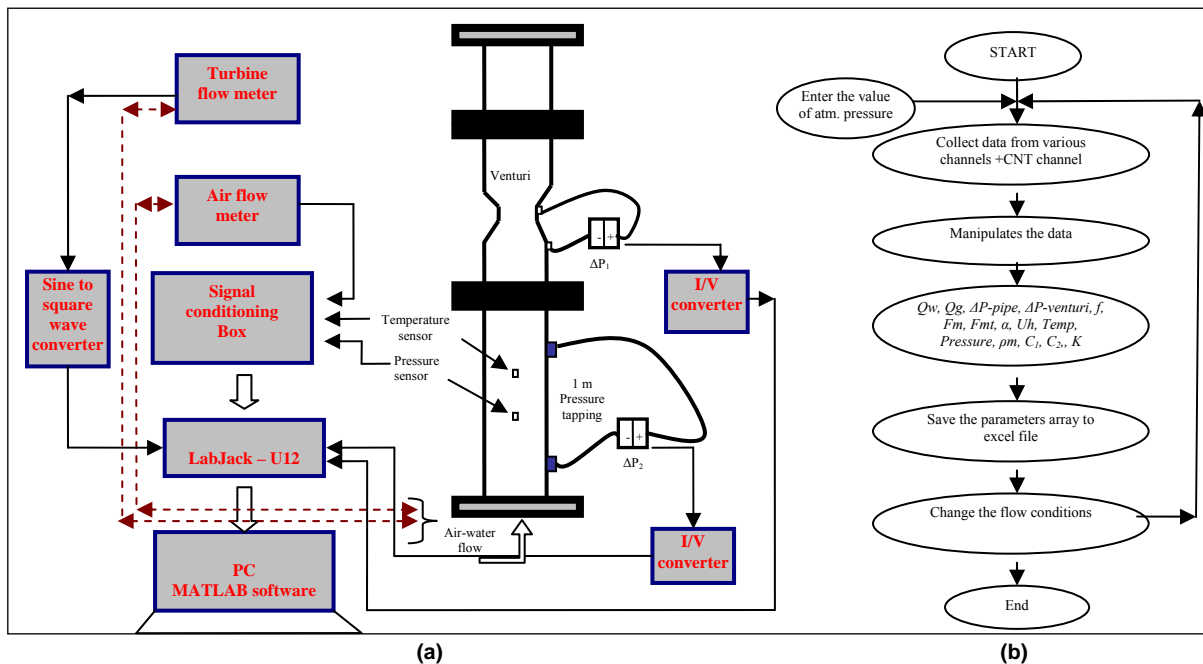 Turbine
flow meter
Air flow
meter
Sine to
square
wave
converter
Signal
conditioning
Box
LabJack – U12
PC
MATLAB software
Venturi
- +
ΔP₁
I/V
converter
Temperature
sensor
Pressure
sensor
1 m
Pressure
tapping
- +
ΔP₂
Air-water
flow
I/V
converter
(a)
START
Enter the value
of atm. pressure
Collect data from various
channels +CNT channel
Manipulates the data
Qw, Qg, ΔP-pipe, ΔP-venturi, f,
Fm, Fmt, α, Uh, Temp,
Pressure, ρm, C₁, C₂,, K
Save the parameters array to
excel file
Change the flow conditions
End
(b)